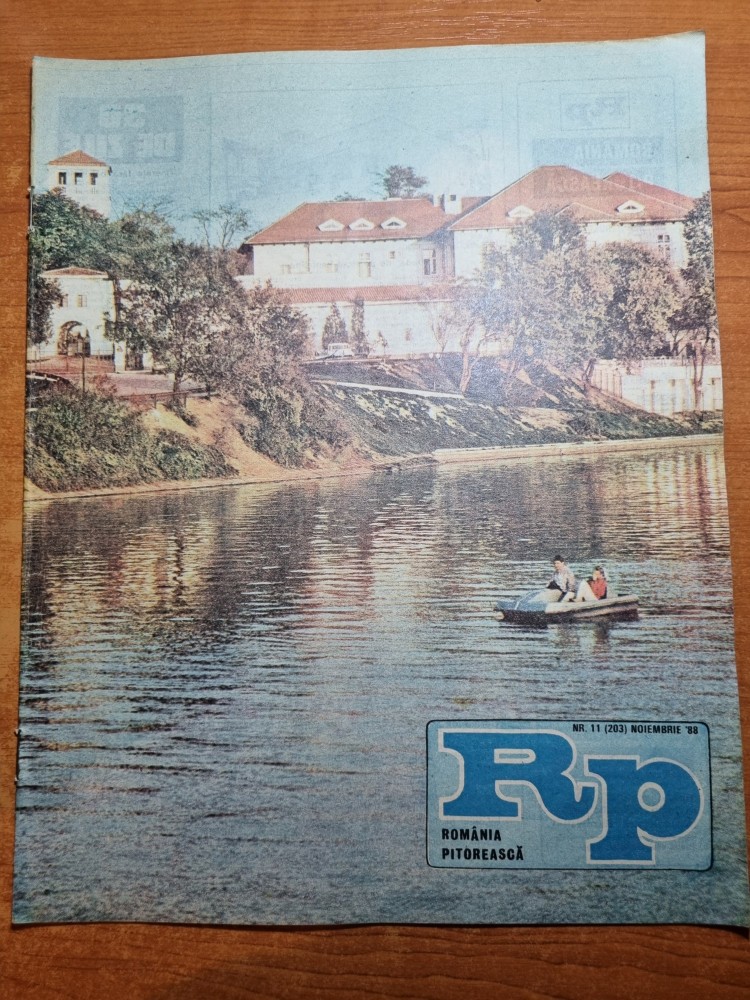 NR. 11 (203) NOIEMBRIE '88
Rp
ROMÂNIA
PITOREASCĂ